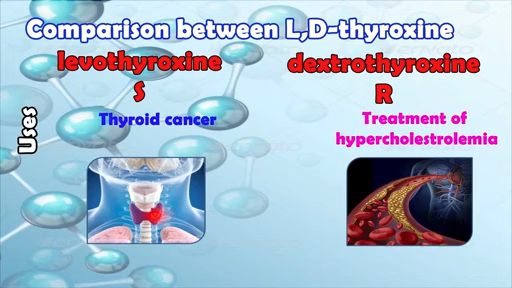 Comparison between L,D-thyroxine
levothyroxine
S
dextrothyroxine
R
Uses
Thyroid cancer
Treatment of
hypercholestrolemia